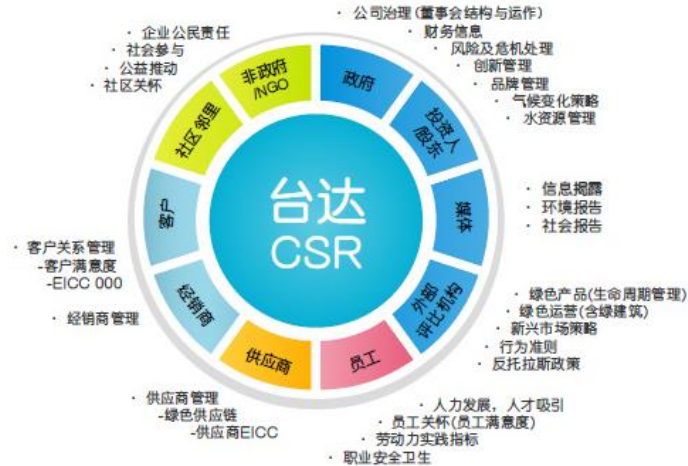 · 企业公民责任
· 社会参与
· 公益推动
· 社区关怀
· 公司治理(董事会结构与运作)
· 财务信息
· 风险及危机处理
· 创新管理
· 品牌管理
· 气候变化策略
· 水资源管理
非政府
/NGO
政府
社区邻里
投资人
/股东
客户
台达
CSR
媒体
· 信息揭露
· 环境报告
· 社会报告
· 客户关系管理
-客户满意度
-EICC 000
· 经销商管理
经销商
外部
评比机构
· 绿色产品(生命周期管理)
· 绿色运营(含绿建筑)
· 新兴市场策略
· 行为准则
· 反托拉斯政策
供应商
员工
· 供应商管理
-绿色供应链
-供应商EICC
· 人力发展，人才吸引
· 员工关怀(员工满意度)
· 劳动力实践指标
· 职业安全卫生